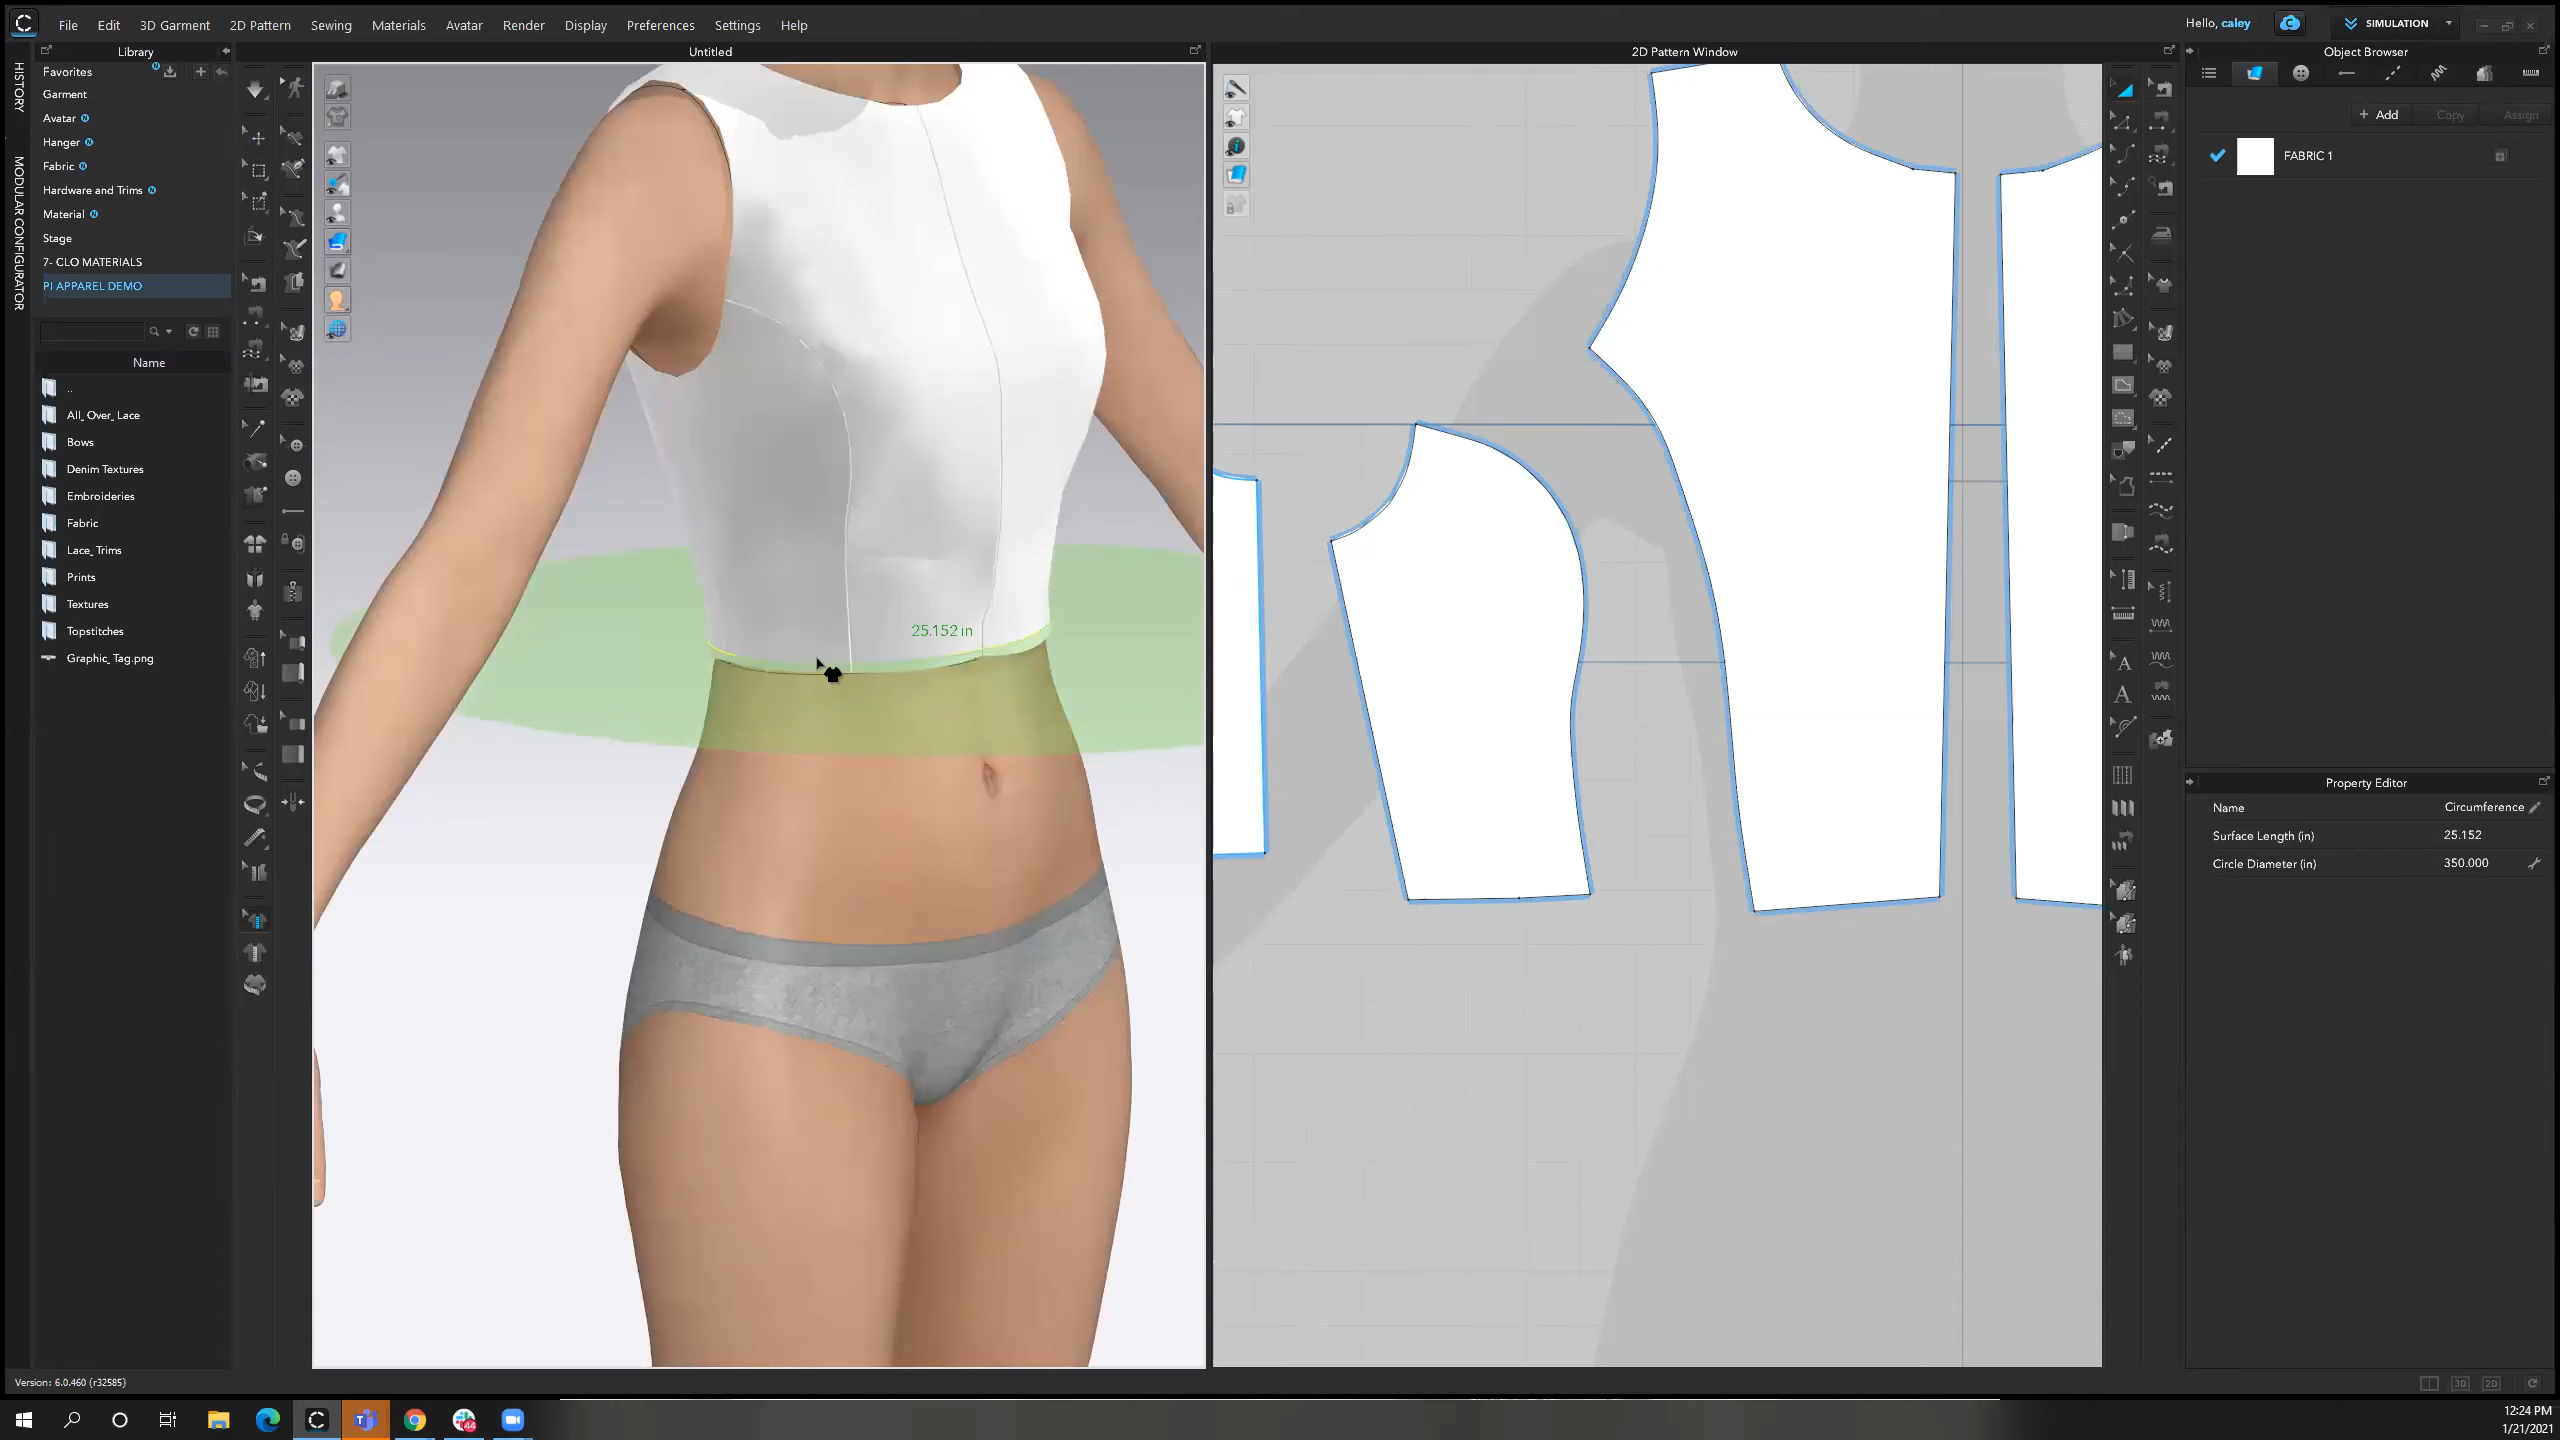 File Edit 3D Garment 2D Pattern Sewing Materials Avatar Render Display Preferences Settings Help
Hello, caley
SIMULATION
HISTORY
MODULAR CONFIGURATOR
Library
Favorites
Garment
Avatar
Hanger
Fabric
Hardware and Trims
Material
Stage
7- CLO MATERIALS
PI APPAREL DEMO
Name
..
All_Over_Lace
Bows
Denim Textures
Embroideries
Fabric
Lace_Trims
Prints
Textures
Topstitches
Graphic_Tag.png
Untitled
25.152 in
2D Pattern Window
Object Browser
+ Add Copy Assign
FABRIC 1
Property Editor
Name Circumference
Surface Length (in) 25.152
Circle Diameter (in) 350.000
Version: 6.0.460 (r32585)
3D 2D
44
12:24 PM
1/21/2021